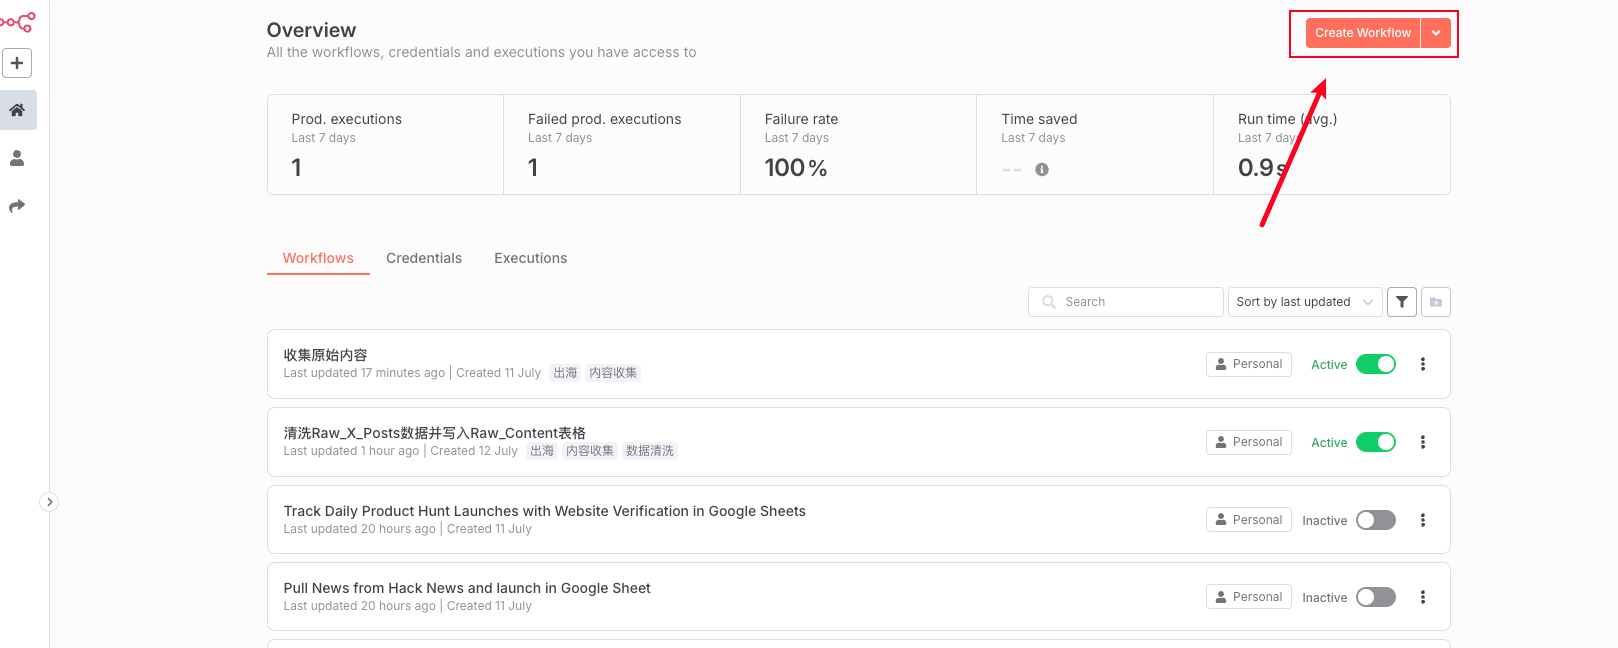 Overview
All the workflows, credentials and executions you have access to
Create Workflow
Prod. executions
Last 7 days
1
Failed prod. executions
Last 7 days
1
Failure rate
Last 7 days
100%
Time saved
Last 7 days
--
Run time (avg.)
Last 7 days
0.9s
Workflows Credentials Executions
Search
Sort by last updated
收集原始内容
Last updated 17 minutes ago | Created 11 July 出海 内容收集
Personal
Active
清洗Raw_X_Posts数据并写入Raw_Content表格
Last updated 1 hour ago | Created 12 July 出海 内容收集 数据清洗
Personal
Active
Track Daily Product Hunt Launches with Website Verification in Google Sheets
Last updated 20 hours ago | Created 11 July
Personal
Inactive
Pull News from Hack News and launch in Google Sheet
Last updated 20 hours ago | Created 11 July
Personal
Inactive